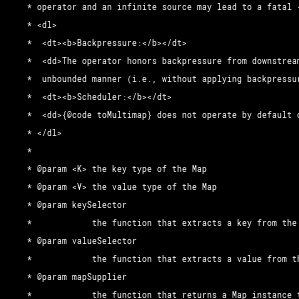 * operator and an infinite source may lead to a fatal
* <dl>
*  <dt><b>Backpressure:</b></dt>
*  <dd>The operator honors backpressure from downstream
*  unbounded manner (i.e., without applying backpressur
*  <dt><b>Scheduler:</b></dt>
*  <dd>{@code toMultimap} does not operate by default o
* </dl>
*
* @param <K> the key type of the Map
* @param <V> the value type of the Map
* @param keySelector
*            the function that extracts a key from the
* @param valueSelector
*            the function that extracts a value from th
* @param mapSupplier
*            the function that returns a Map instance t